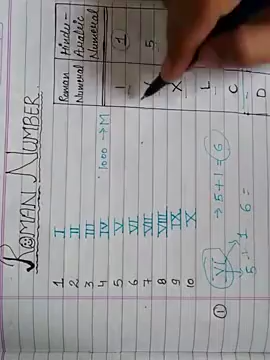 ROMAN NUMBER
Roman Numeral Hindu-Arabic Numeral
I 1
V 5
X
L
C
D
1000 → M
1 I
2 II
3 III
4 IV
5 V
6 VI
7 VII
8 VIII
9 IX
10 X
① VI → 5+1=6
5 1 6=